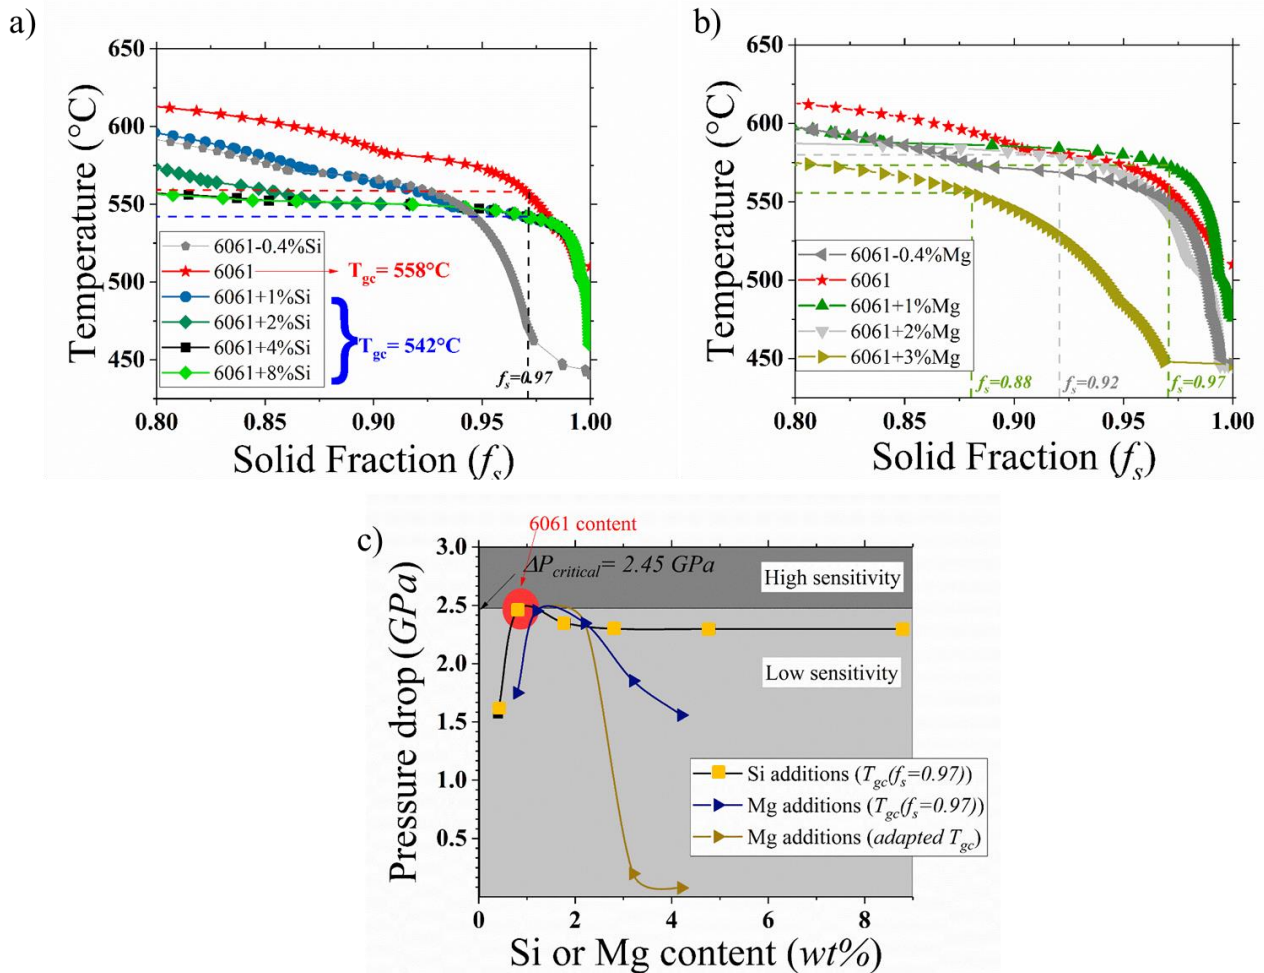 a)
650
600
550
500
450
Temperature (°C)
6061-0.4%Si
6061
6061+1%Si
6061+2%Si
6061+4%Si
6061+8%Si
T_gc= 558°C
T_gc= 542°C
f_s=0.97
0.80 0.85 0.90 0.95 1.00
Solid Fraction (f_s)
b)
650
600
550
500
450
Temperature (°C)
6061-0.4%Mg
6061
6061+1%Mg
6061+2%Mg
6061+3%Mg
f_s=0.88
f_s=0.92
f_s=0.97
0.80 0.85 0.90 0.95 1.00
Solid Fraction (f_s)
c)
6061 content
3.0
2.5
2.0
1.5
1.0
0.5
Pressure drop (GPa)
ΔP_critical= 2.45 GPa
High sensitivity
Low sensitivity
Si additions (T_gc(f_s=0.97))
Mg additions (T_gc(f_s=0.97))
Mg additions (adapted T_gc)
0 2 4 6 8
Si or Mg content (wt%)